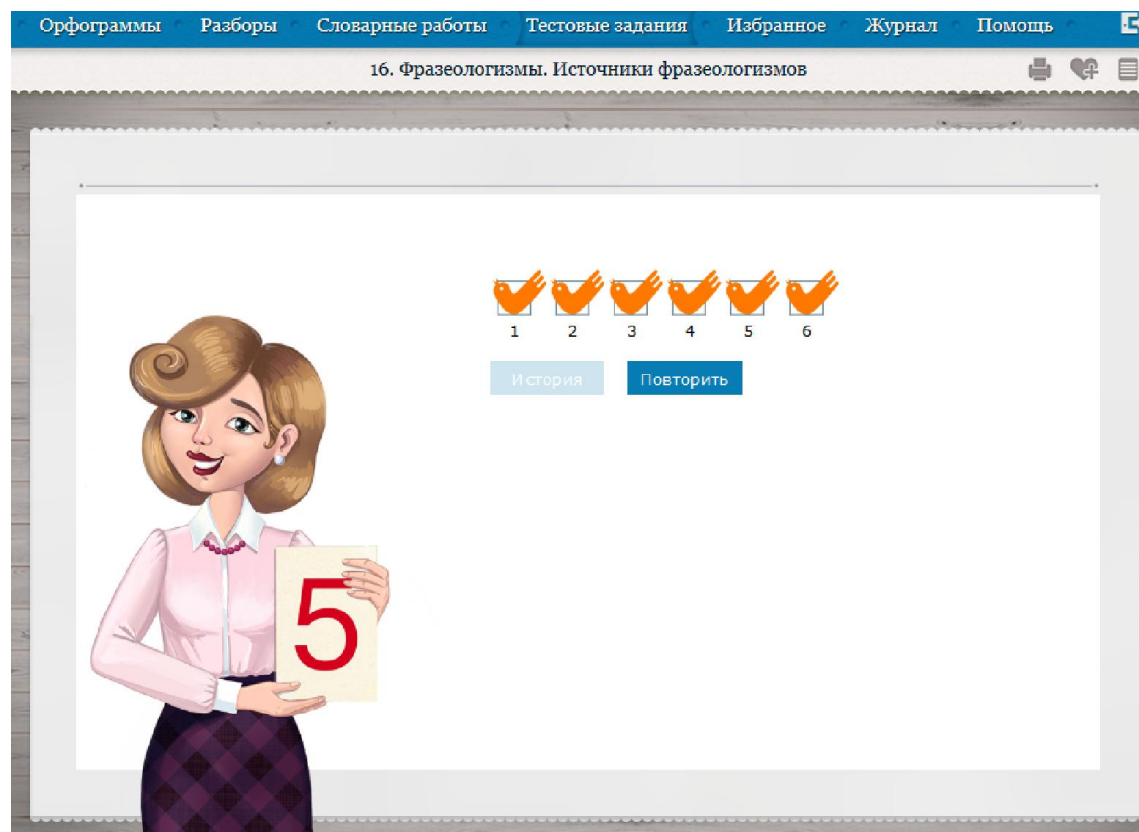 Орфограммы Разборы Словарные работы Тестовые задания Избранное Журнал Помощь
16. Фразеологизмы. Источники фразеологизмов
1 2 3 4 5 6
История Повторить
5